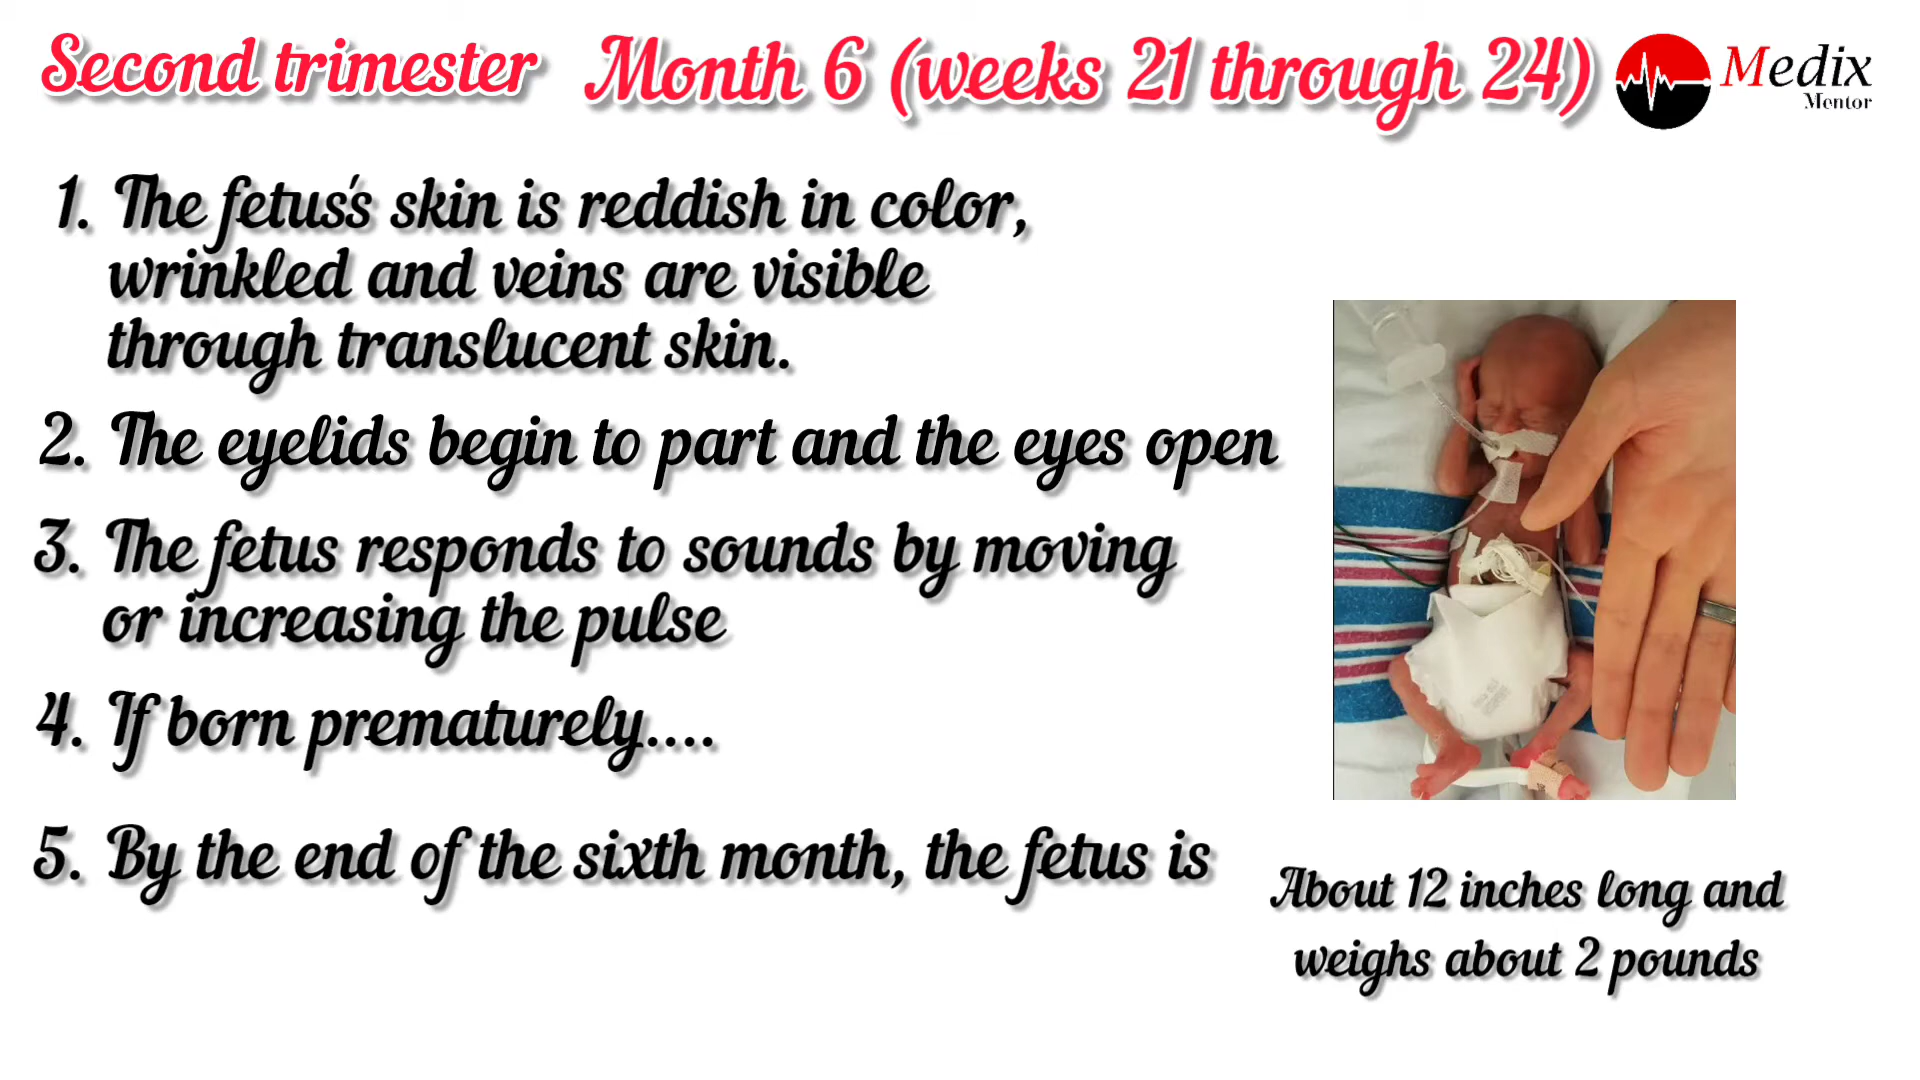 Second trimester Month 6 (weeks 21 through 24)
Medix
Mentor
1. The fetus's skin is reddish in color,
wrinkled and veins are visible
through translucent skin.
2. The eyelids begin to part and the eyes open
3. The fetus responds to sounds by moving
or increasing the pulse
4. If born prematurely....
5. By the end of the sixth month, the fetus is
About 12 inches long and
weighs about 2 pounds